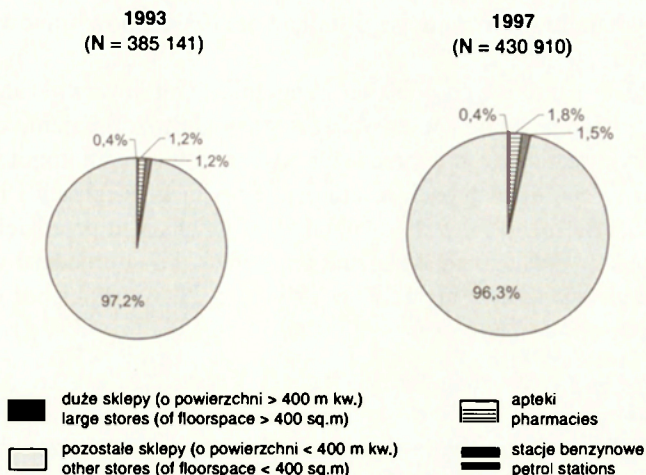 1993
(N = 385 141)
1997
(N = 430 910)
0,4%
1,2%
1,2%
97,2%
0,4%
1,8%
1,5%
96,3%
duże sklepy (o powierzchni > 400 m kw.)
large stores (of floorspace > 400 sq.m)
pozostałe sklepy (o powierzchni < 400 m kw.)
other stores (of floorspace < 400 sq.m)
apteki
pharmacies
stacje benzynowe
petrol stations